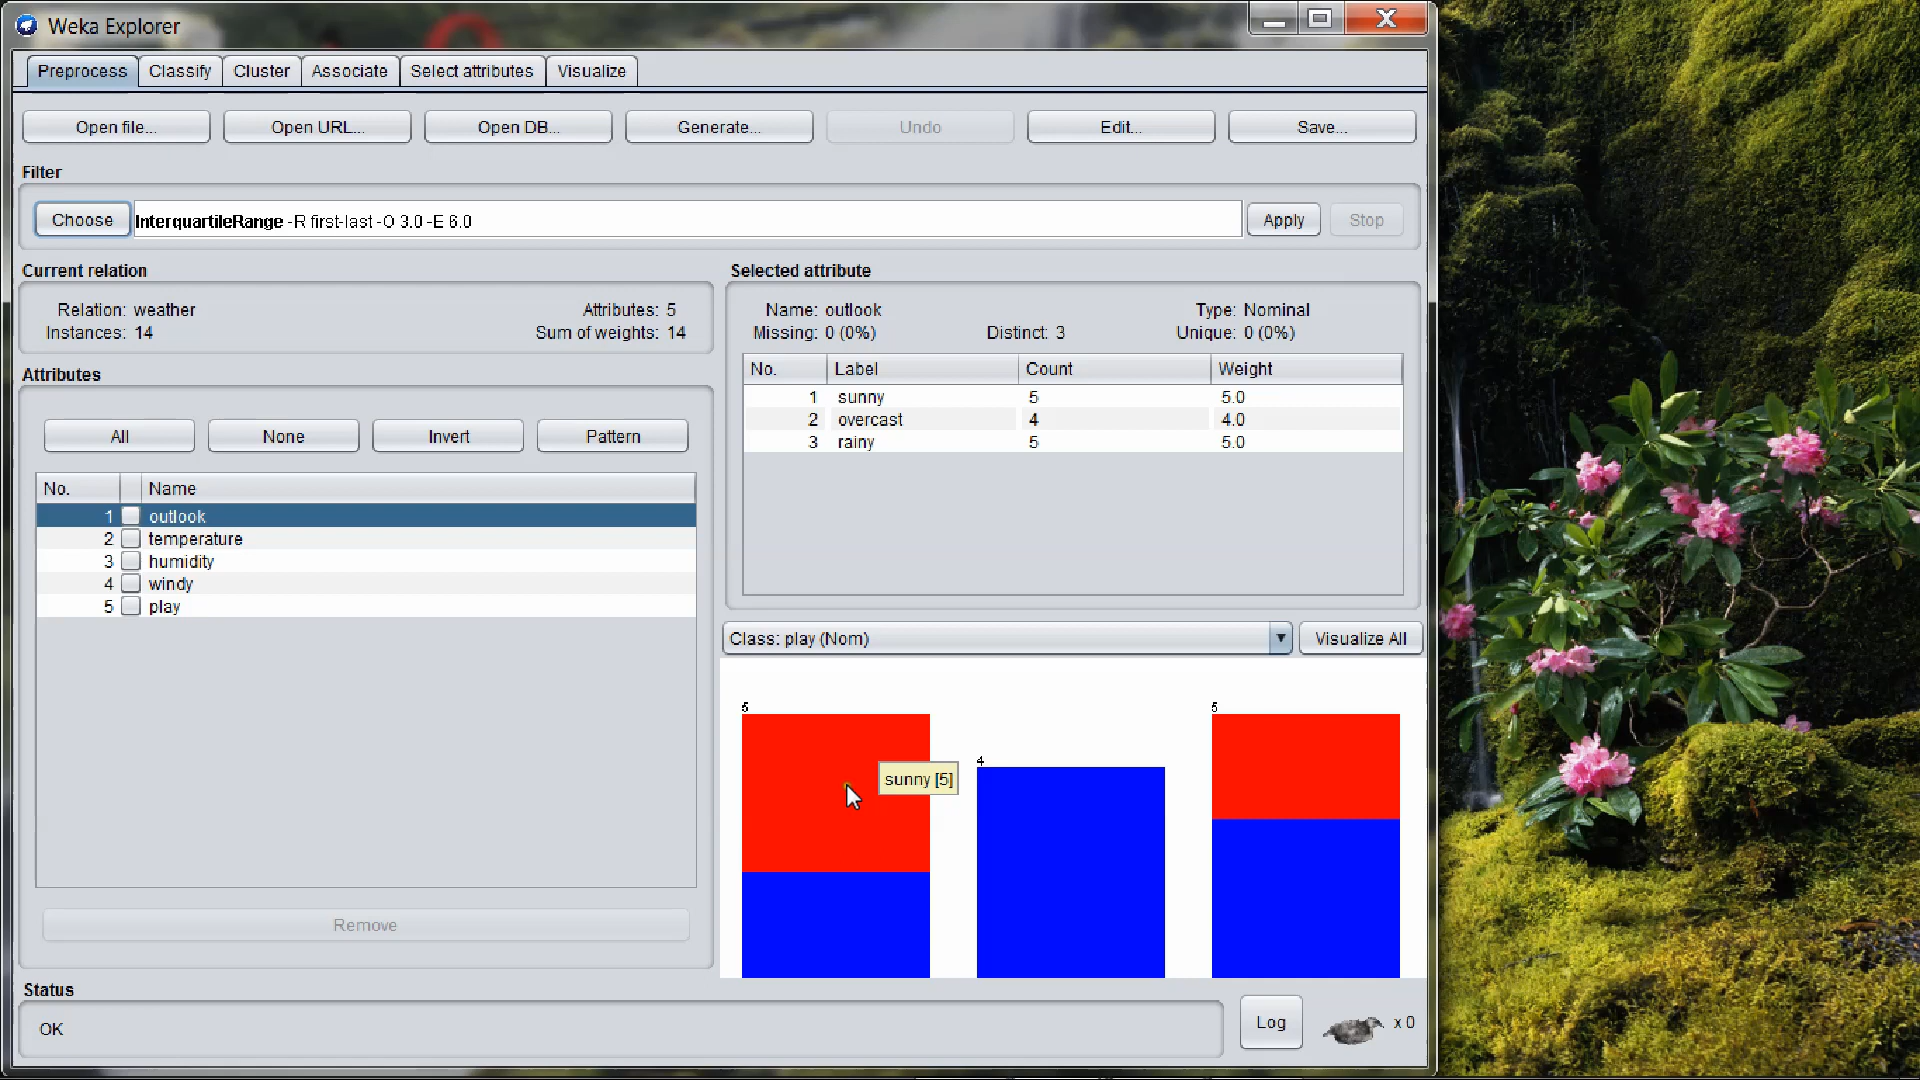 Weka Explorer
Preprocess Classify Cluster Associate Select attributes Visualize
Open file... Open URL... Open DB... Generate... Undo Edit... Save...
Filter
Choose InterquartileRange -R first-last -O 3.0 -E 6.0 Apply Stop
Current relation
Relation: weather Attributes: 5
Instances: 14 Sum of weights: 14
Attributes
All None Invert Pattern
No. Name
1 outlook
2 temperature
3 humidity
4 windy
5 play
Remove
Selected attribute
Name: outlook Type: Nominal
Missing: 0 (0%) Distinct: 3 Unique: 0 (0%)
No. Label Count Weight
1 sunny 5 5.0
2 overcast 4 4.0
3 rainy 5 5.0
Class: play (Nom) Visualize All
5 4 5
sunny [5]
Status
OK Log x 0